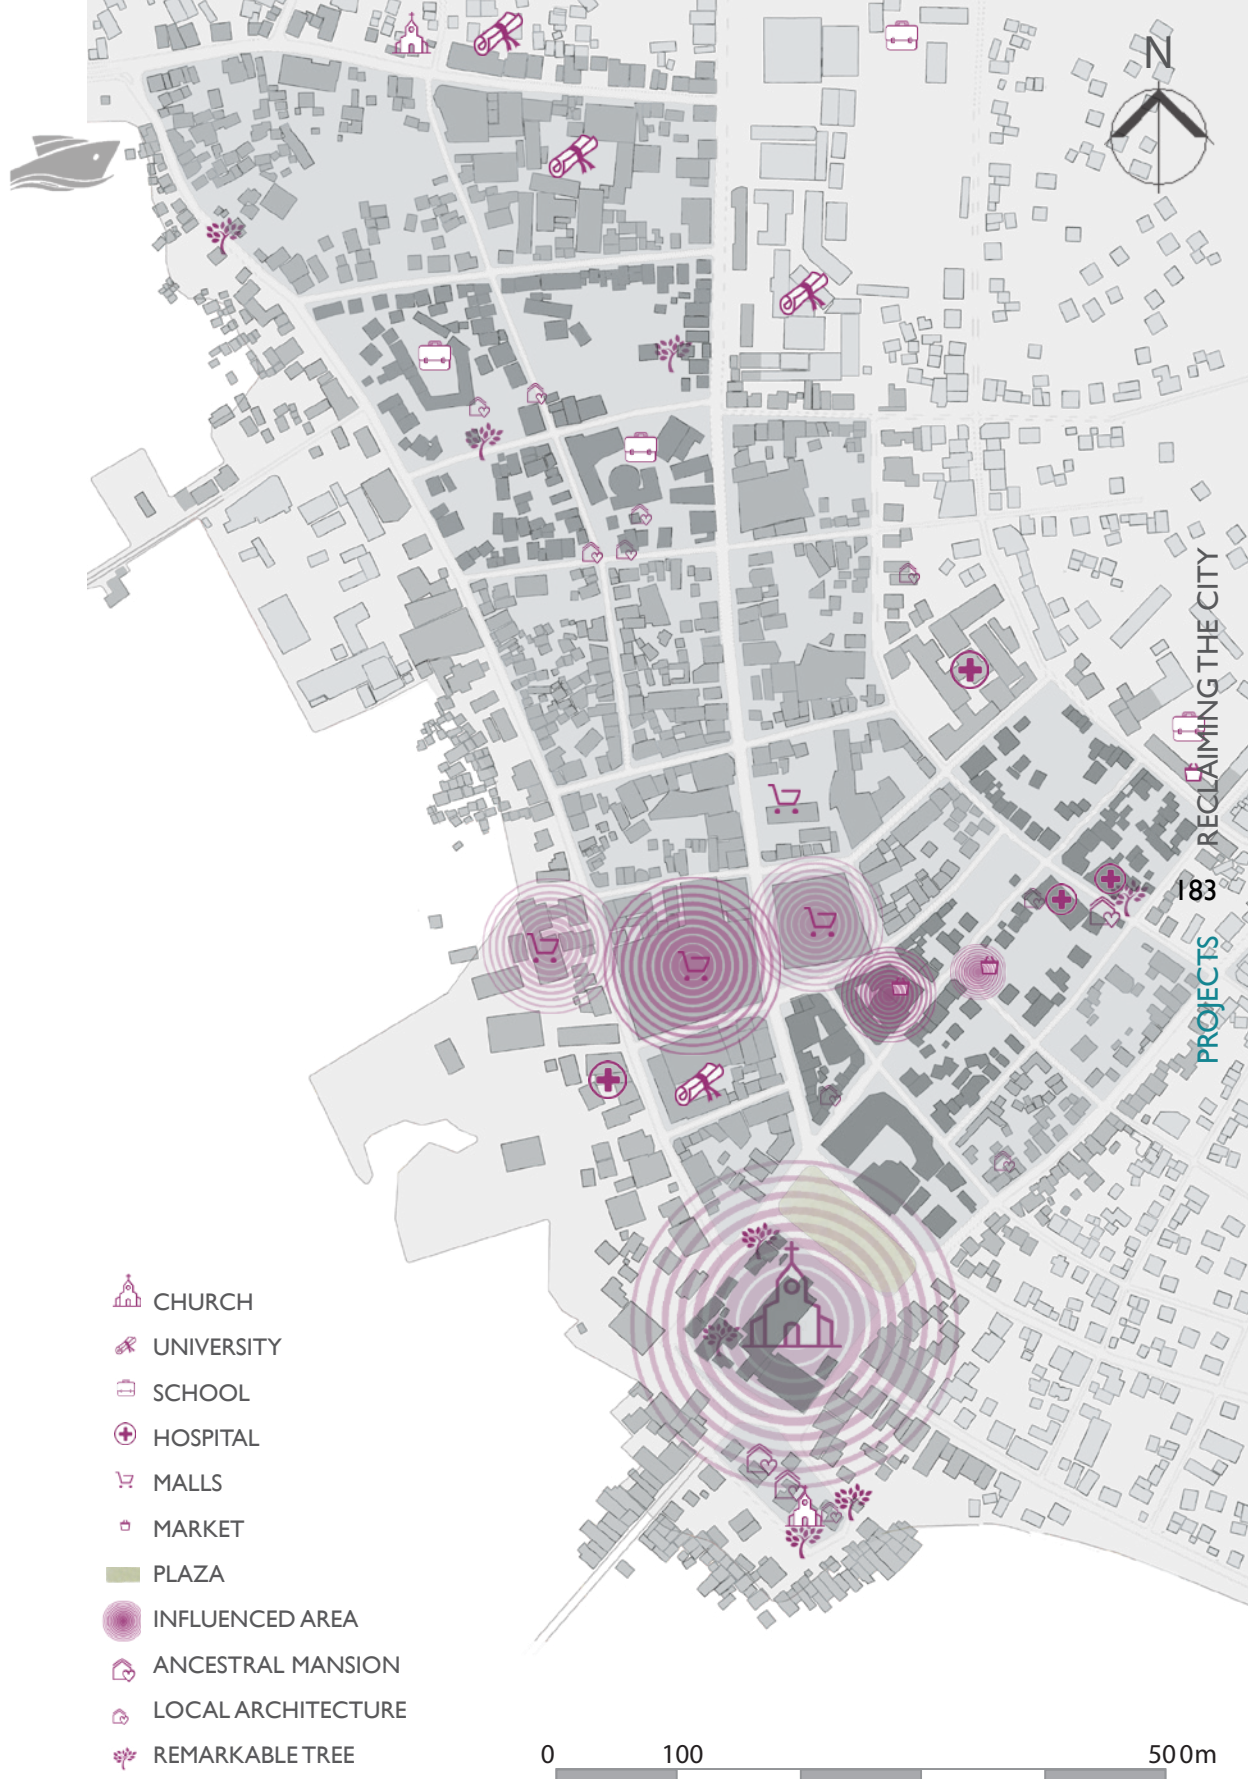 N
RECLAIMING THE CITY
183
PROJECTS
CHURCH
UNIVERSITY
SCHOOL
HOSPITAL
MALLS
MARKET
PLAZA
INFLUENCED AREA
ANCESTRAL MANSION
LOCAL ARCHITECTURE
REMARKABLE TREE
0 100 500m